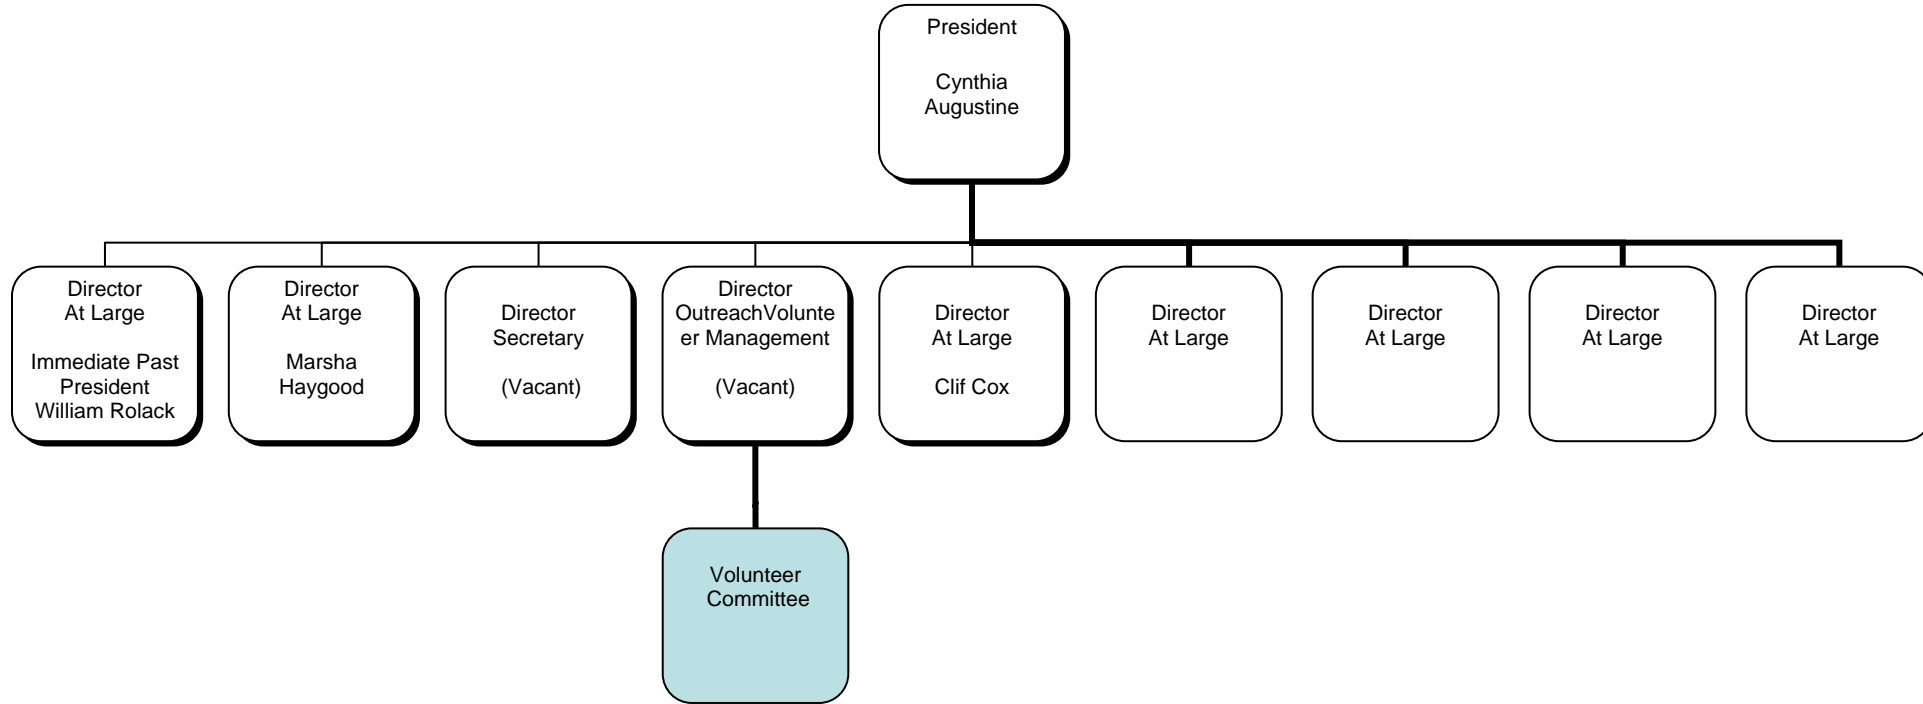 President
Cynthia
Augustine
Director
At Large
Immediate Past
President
William Rolack
Director
At Large
Marsha
Haygood
Director
Secretary
(Vacant)
Director
OutreachVolunte
er Management
(Vacant)
Director
At Large
Clif Cox
Director
At Large
Director
At Large
Director
At Large
Director
At Large
Volunteer
Committee